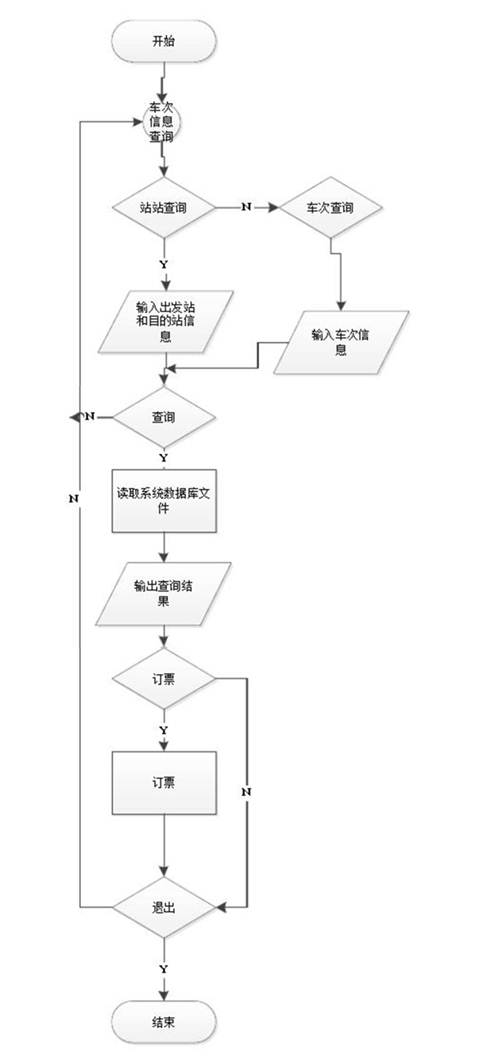 开始
车次
信息
查询
站站查询
N
车次查询
Y
输入出发站
和目的站信
息
输入车次信
息
查询
N
Y
N
读取系统数据库文
件
输出查询结
果
订票
Y
订票
N
退出
Y
结束